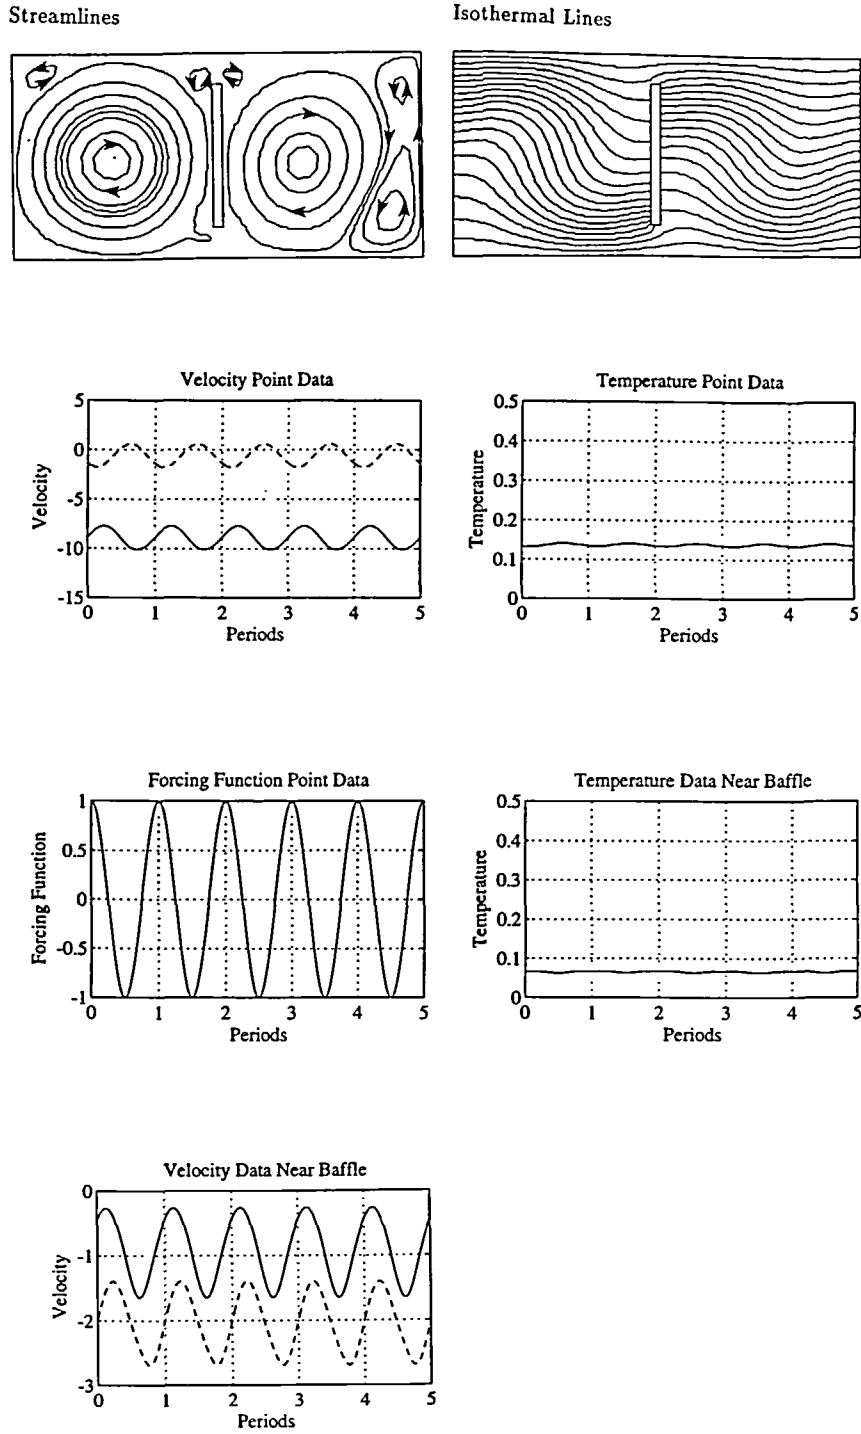 Streamlines
Isothermal Lines
Velocity Point Data
5
0
-5
-10
-15
Velocity
0 1 2 3 4 5
Periods
Temperature Point Data
0.5
0.4
0.3
0.2
0.1
0
Temperature
0 1 2 3 4 5
Periods
Forcing Function Point Data
1
0.5
0
-0.5
-1
Forcing Function
0 1 2 3 4 5
Periods
Temperature Data Near Baffle
0.5
0.4
0.3
0.2
0.1
0
Temperature
0 1 2 3 4 5
Periods
Velocity Data Near Baffle
0
-1
-2
-3
Velocity
0 1 2 3 4 5
Periods